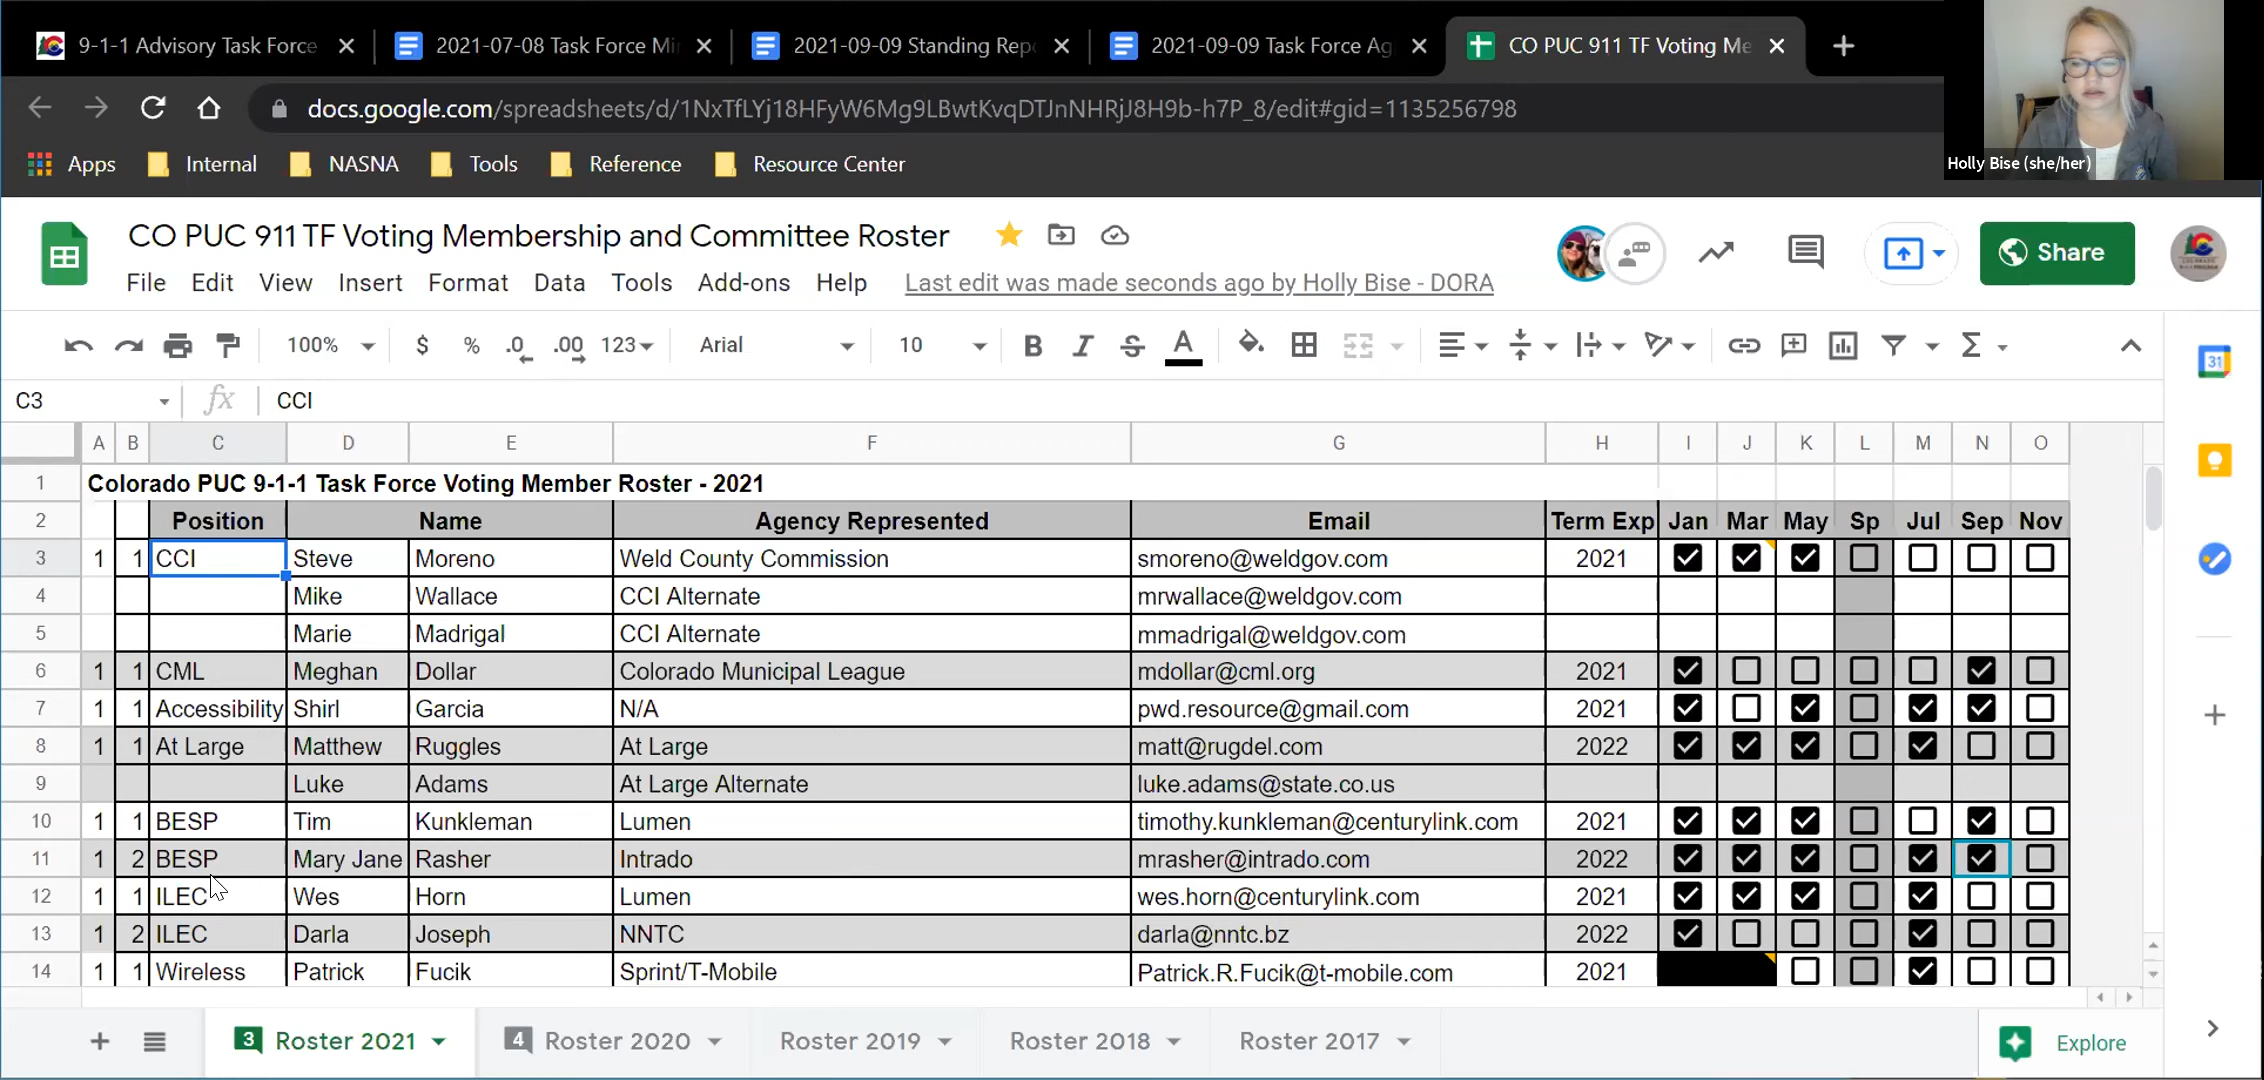 9-1-1 Advisory Task Force
2021-07-08 Task Force Mi
2021-09-09 Standing Rep
2021-09-09 Task Force Ag
CO PUC 911 TF Voting Me
docs.google.com/spreadsheets/d/1NxTfLYj18HFyW6Mg9LBwtKvqDTJnNHRjJ8H9b-h7P_8/edit#gid=1135256798
Apps Internal NASNA Tools Reference Resource Center
Holly Bise (she/her)
CO PUC 911 TF Voting Membership and Committee Roster
Share
File Edit View Insert Format Data Tools Add-ons Help Last edit was made seconds ago by Holly Bise - DORA
100% $ % .0 .00 123 Arial 10 B I S A Σ
31
C3 fx CCI
A B C D E F G H I J K L M N O
1 Colorado PUC 9-1-1 Task Force Voting Member Roster - 2021
2 Position Name Agency Represented Email Term Exp Jan Mar May Sp Jul Sep Nov
3 1 1 CCI Steve Moreno Weld County Commission smoreno@weldgov.com 2021
4 Mike Wallace CCI Alternate mrwallace@weldgov.com
5 Marie Madrigal CCI Alternate mmadrigal@weldgov.com
6 1 1 CML Meghan Dollar Colorado Municipal League mdollar@cml.org 2021
7 1 1 Accessibility Shirl Garcia N/A pwd.resource@gmail.com 2021
8 1 1 At Large Matthew Ruggles At Large matt@rugdel.com 2022
9 Luke Adams At Large Alternate luke.adams@state.co.us
10 1 1 BESP Tim Kunkleman Lumen timothy.kunkleman@centurylink.com 2021
11 1 2 BESP Mary Jane Rasher Intrado mrasher@intrado.com 2022
12 1 1 ILEC Wes Horn Lumen wes.horn@centurylink.com 2021
13 1 2 ILEC Darla Joseph NNTC darla@nntc.bz 2022
14 1 1 Wireless Patrick Fucik Sprint/T-Mobile Patrick.R.Fucik@t-mobile.com 2021
3 Roster 2021 4 Roster 2020 Roster 2019 Roster 2018 Roster 2017 Explore